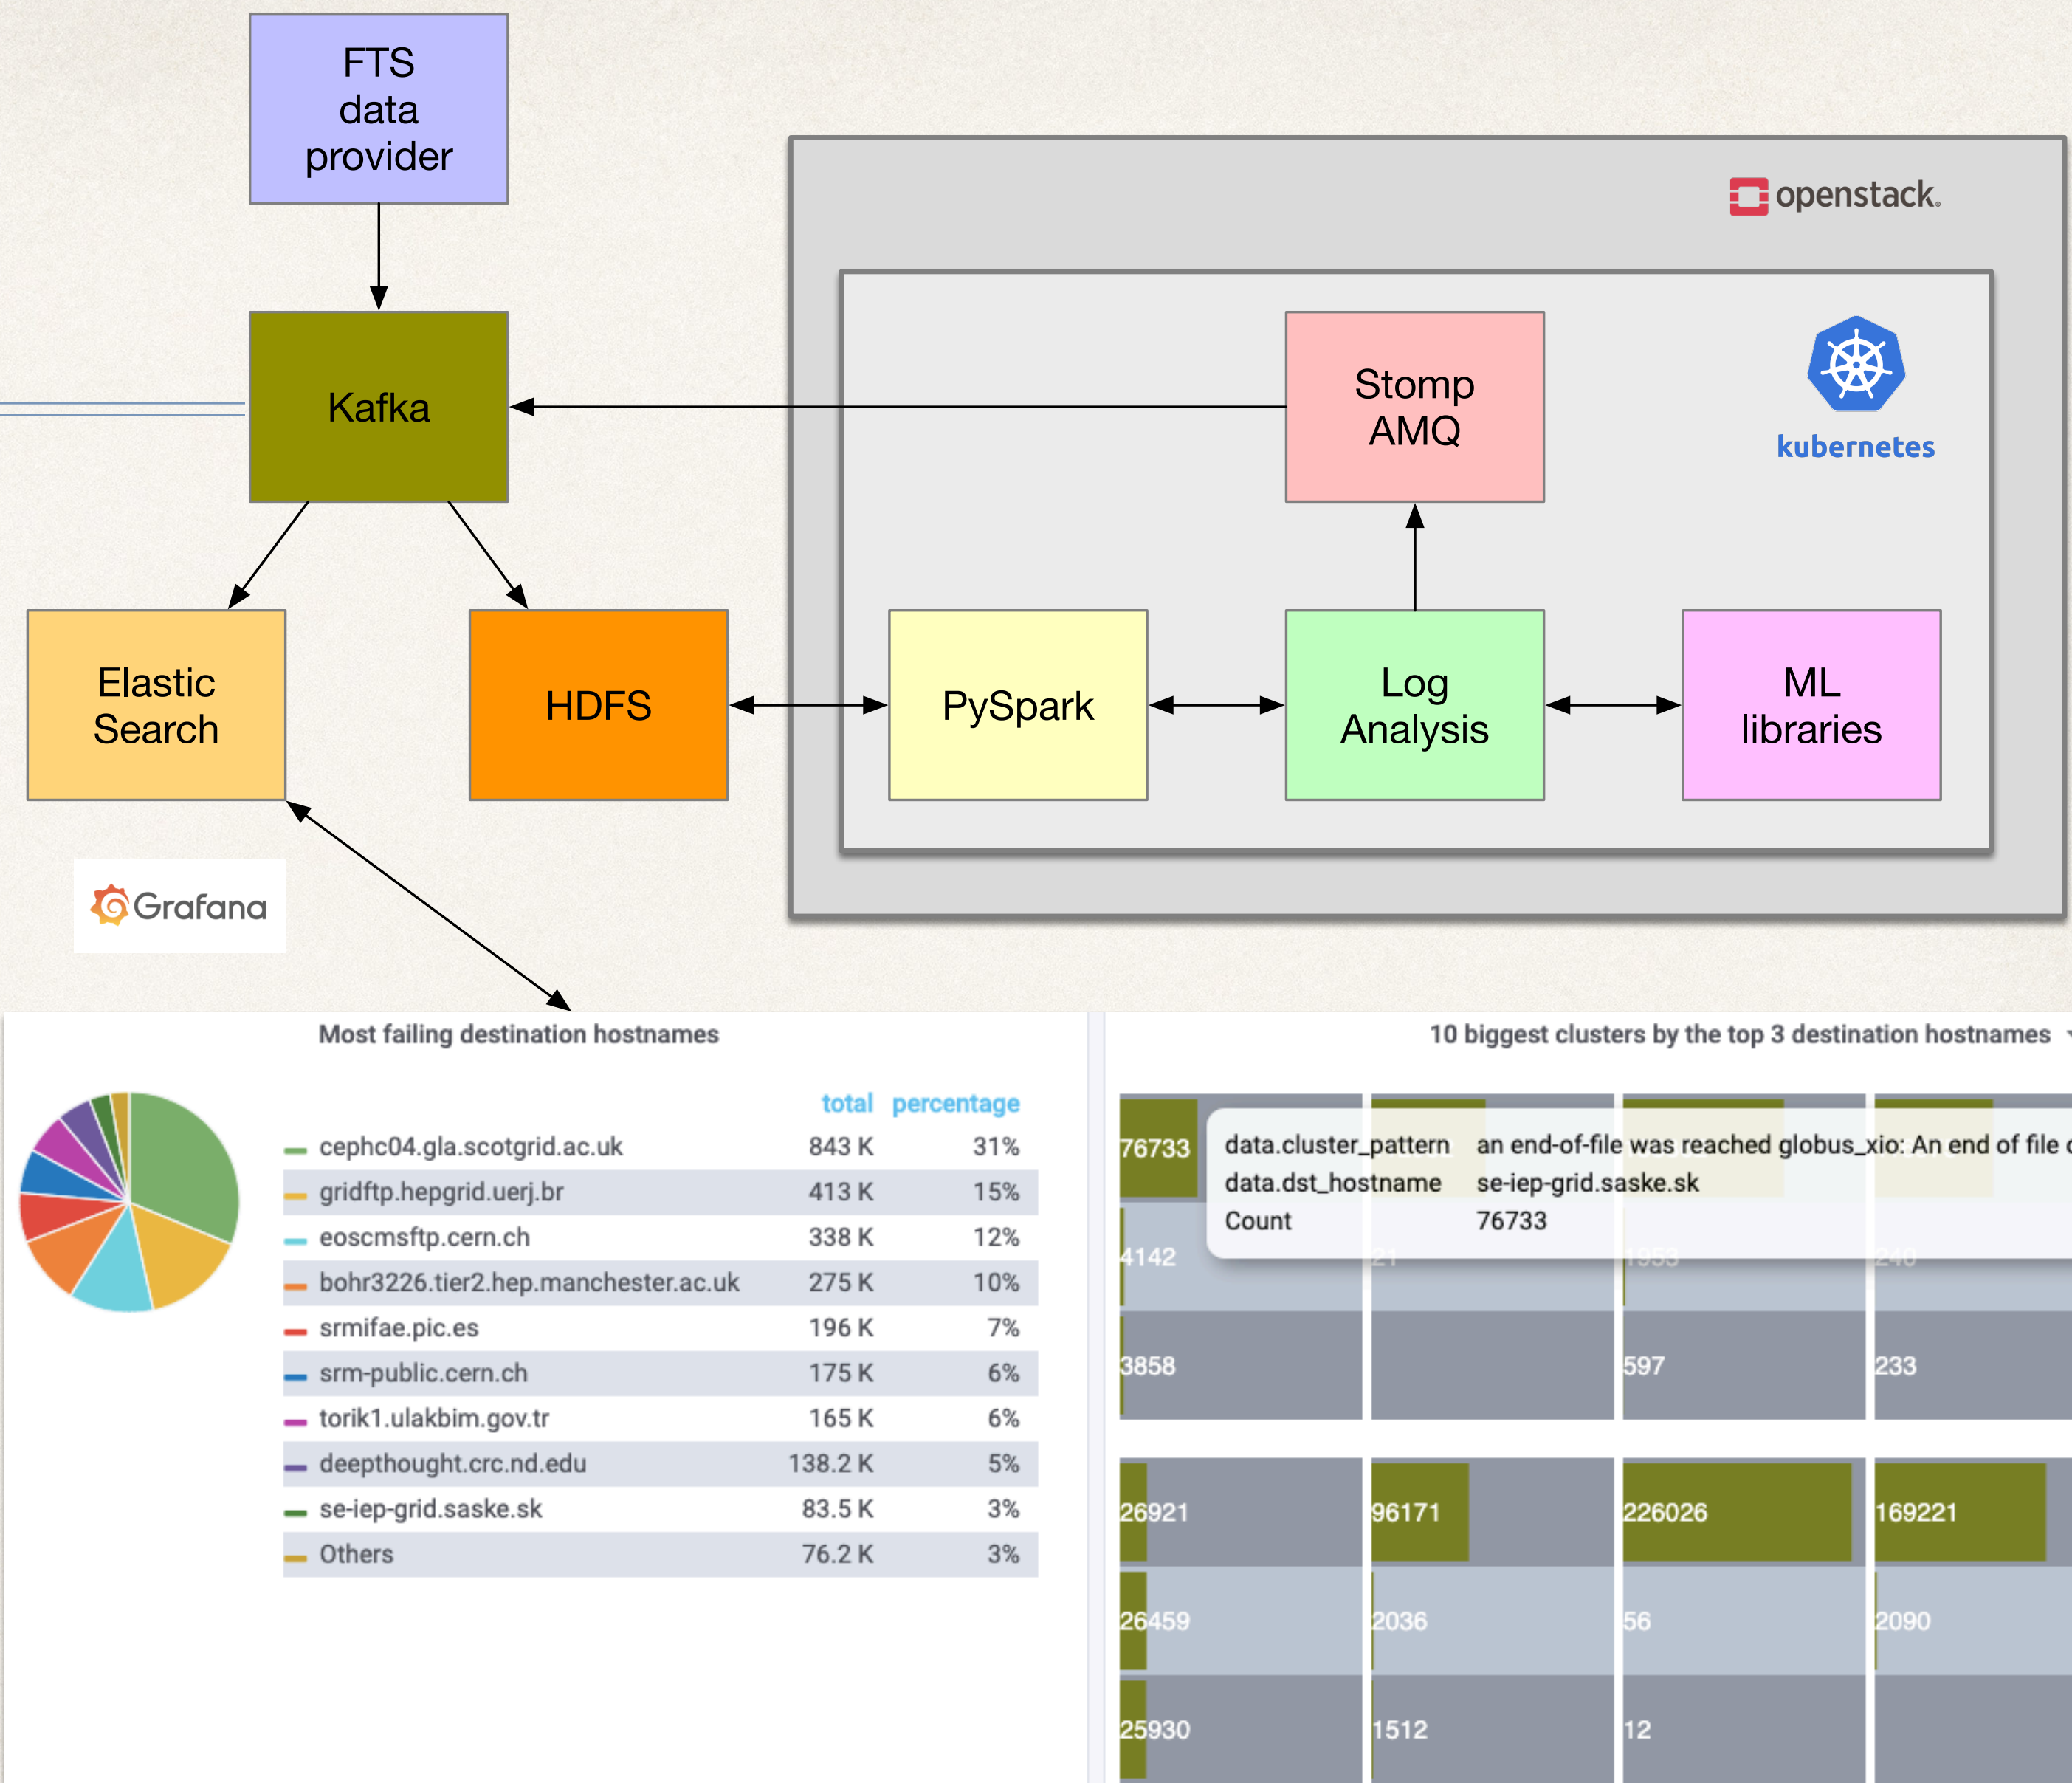 FTS
data
provider
openstack.
Kafka
Stomp
AMQ
kubernetes
Elastic
Search
HDFS
PySpark
Log
Analysis
ML
libraries
Grafana
Most failing destination hostnames
total percentage
cephc04.gla.scotgrid.ac.uk 843 K 31%
gridftp.hepgrid.uerj.br 413 K 15%
eoscmsftp.cern.ch 338 K 12%
bohr3226.tier2.hep.manchester.ac.uk 275 K 10%
srmifae.pic.es 196 K 7%
srm-public.cern.ch 175 K 6%
torik1.ulakbim.gov.tr 165 K 6%
deepthought.crc.nd.edu 138.2 K 5%
se-iep-grid.saske.sk 83.5 K 3%
Others 76.2 K 3%
10 biggest clusters by the top 3 destination hostnames
76733
data.cluster_pattern an end-of-file was reached globus_xio: An end of file
data.dst_hostname se-iep-grid.saske.sk
Count 76733
4142 21 1953 240
3858 597 233
26921 96171 226026 169221
26459 2036 56 2090
25930 1512 12